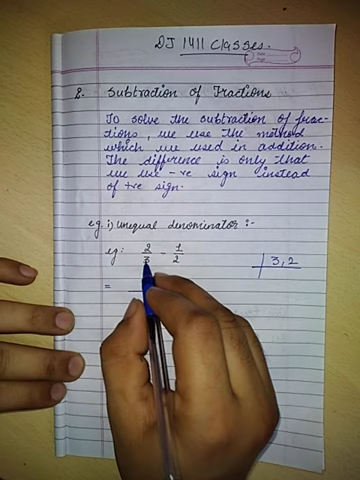 DJ 1411 Classes.
2. Subtraction of Fractions
To solve the subtraction of frac-
tions, we use the method
which we used in addition.
The difference is only that
we use -ve sign instead
of +ve sign.
eg. i) Unequal denominator :-
eg: 2/3 - 1/2 | 3, 2
=